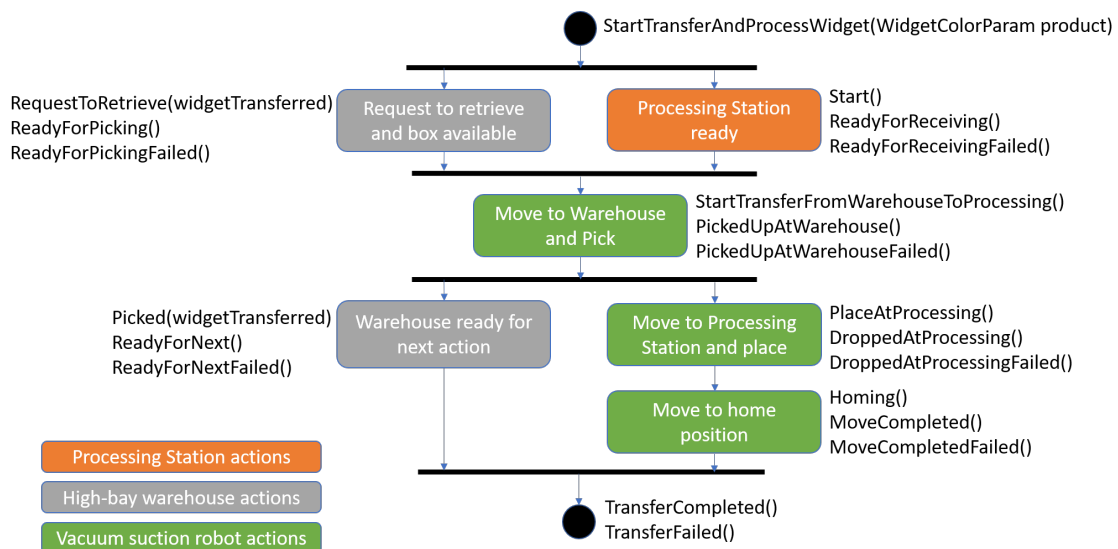 StartTransferAndProcessWidget(WidgetColorParam product)
RequestToRetrieve(widgetTransferred)
ReadyForPicking()
ReadyForPickingFailed()
Request to retrieve
and box available
Processing Station
ready
Start()
ReadyForReceiving()
ReadyForReceivingFailed()
Move to Warehouse
and Pick
StartTransferFromWarehouseToProcessing()
PickedUpAtWarehouse()
PickedUpAtWarehouseFailed()
Picked(widgetTransferred)
ReadyForNext()
ReadyForNextFailed()
Warehouse ready for
next action
Move to Processing
Station and place
PlaceAtProcessing()
DroppedAtProcessing()
DroppedAtProcessingFailed()
Move to home
position
Homing()
MoveCompleted()
MoveCompletedFailed()
Processing Station actions
High-bay warehouse actions
Vacuum suction robot actions
TransferCompleted()
TransferFailed()